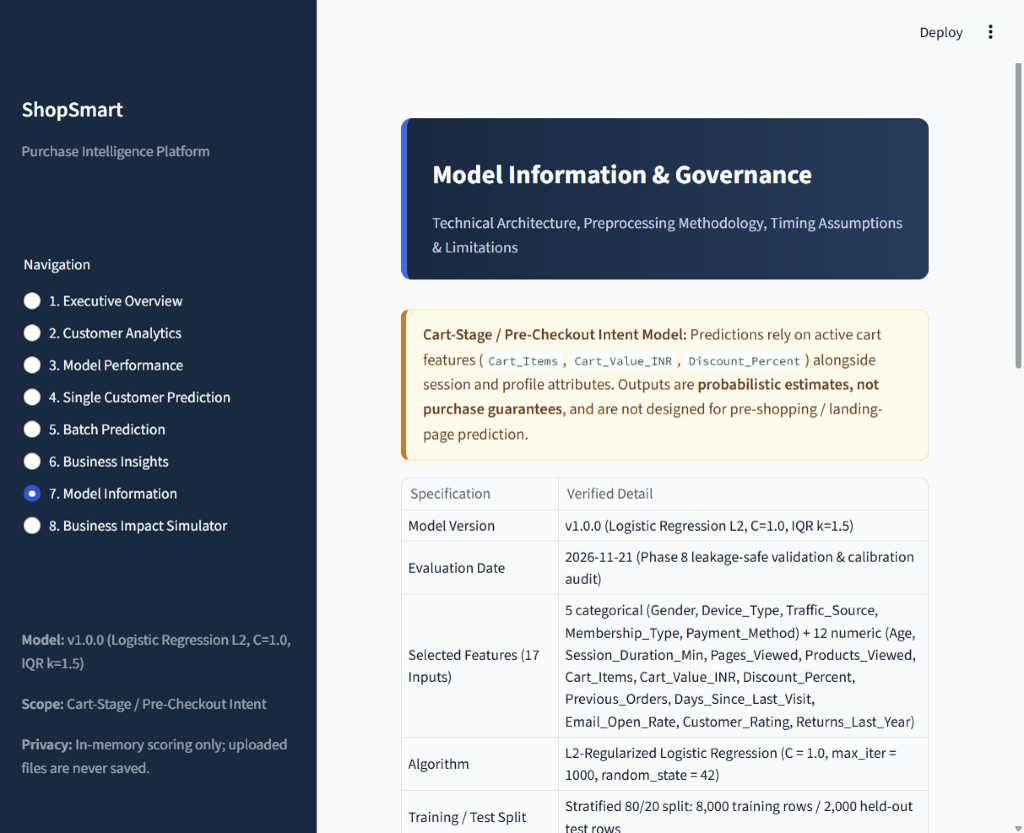 Deploy
ShopSmart
Purchase Intelligence Platform
Navigation
1. Executive Overview
2. Customer Analytics
3. Model Performance
4. Single Customer Prediction
5. Batch Prediction
6. Business Insights
7. Model Information
8. Business Impact Simulator
Model: v1.0.0 (Logistic Regression L2, C=1.0,
IQR k=1.5)
Scope: Cart-Stage / Pre-Checkout Intent
Privacy: In-memory scoring only; uploaded
files are never saved.
Model Information & Governance
Technical Architecture, Preprocessing Methodology, Timing Assumptions
& Limitations
Cart-Stage / Pre-Checkout Intent Model: Predictions rely on active cart
features ( Cart_Items , Cart_Value_INR , Discount_Percent ) alongside
session and profile attributes. Outputs are probabilistic estimates, not
purchase guarantees, and are not designed for pre-shopping / landing-
page prediction.
Specification
Verified Detail
Model Version
v1.0.0 (Logistic Regression L2, C=1.0, IQR k=1.5)
Evaluation Date
2026-11-21 (Phase 8 leakage-safe validation & calibration
audit)
Selected Features (17
Inputs)
5 categorical (Gender, Device_Type, Traffic_Source,
Membership_Type, Payment_Method) + 12 numeric (Age,
Session_Duration_Min, Pages_Viewed, Products_Viewed,
Cart_Items, Cart_Value_INR, Discount_Percent,
Previous_Orders, Days_Since_Last_Visit,
Email_Open_Rate, Customer_Rating, Returns_Last_Year)
Algorithm
L2-Regularized Logistic Regression (C = 1.0, max_iter =
1000, random_state = 42)
Training / Test Split
Stratified 80/20 split: 8,000 training rows / 2,000 held-out
test rows